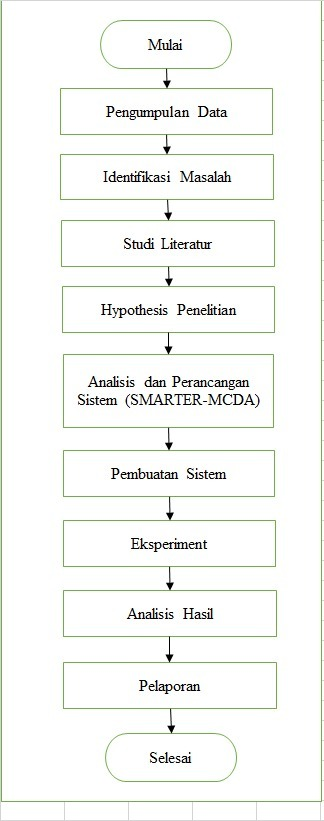 Mulai
Pengumpulan Data
Identifikasi Masalah
Studi Literatur
Hypothesis Penelitian
Analisis dan Perancangan
Sistem (SMARTER-MCDA)
Pembuatan Sistem
Eksperiment
Analisis Hasil
Pelaporan
Selesai